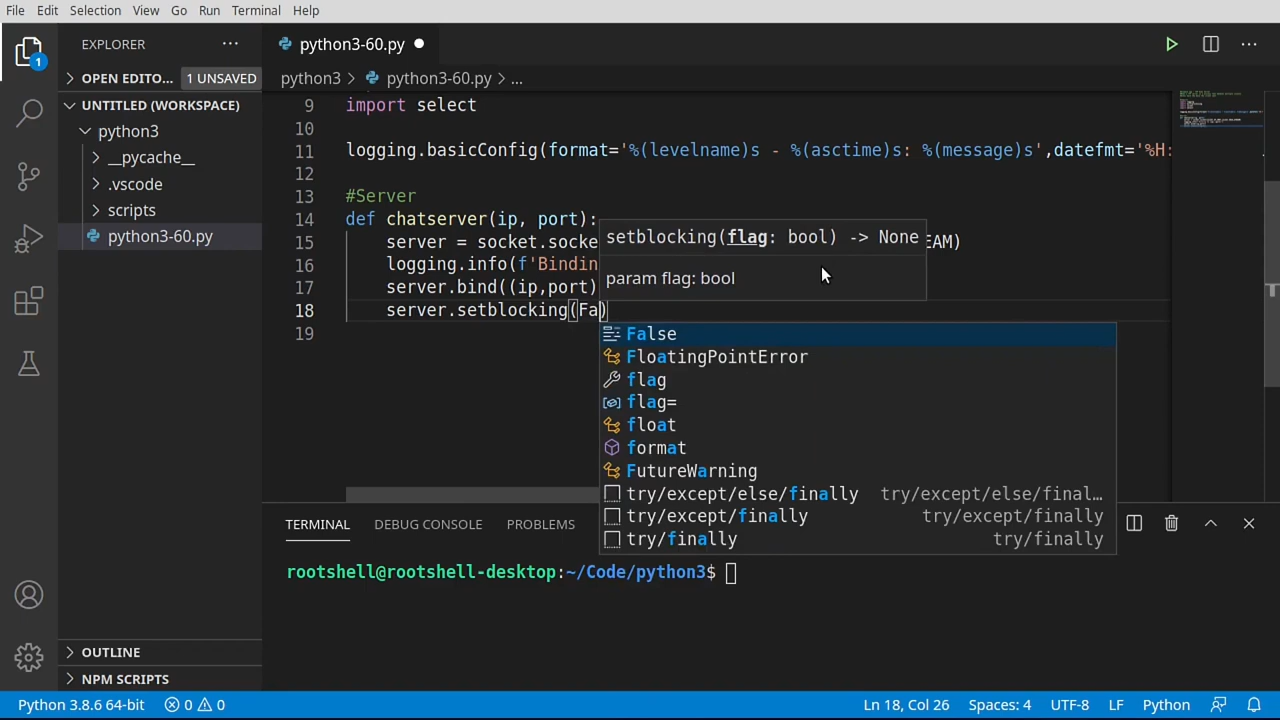 File Edit Selection View Go Run Terminal Help
EXPLORER
OPEN EDITO... 1 UNSAVED
UNTITLED (WORKSPACE)
python3
__pycache__
.vscode
scripts
python3-60.py
OUTLINE
NPM SCRIPTS
1
python3-60.py
python3 > python3-60.py > ...
9 import select
10
11 logging.basicConfig(format='%(levelname)s - %(asctime)s: %(message)s',datefmt='%H:
12
13 #Server
14 def chatserver(ip, port):
15 server = socket.socke EAM)
16 logging.info(f'Bindin
17 server.bind((ip,port)
18 server.setblocking(Fa)
19
setblocking(flag: bool) -> None
param flag: bool
False
FloatingPointError
flag
flag=
float
format
FutureWarning
try/except/else/finally try/except/else/final...
try/except/finally try/except/finally
try/finally try/finally
TERMINAL DEBUG CONSOLE PROBLEMS
rootshell@rootshell-desktop:~/Code/python3$
Python 3.8.6 64-bit 0 0 Ln 18, Col 26 Spaces: 4 UTF-8 LF Python